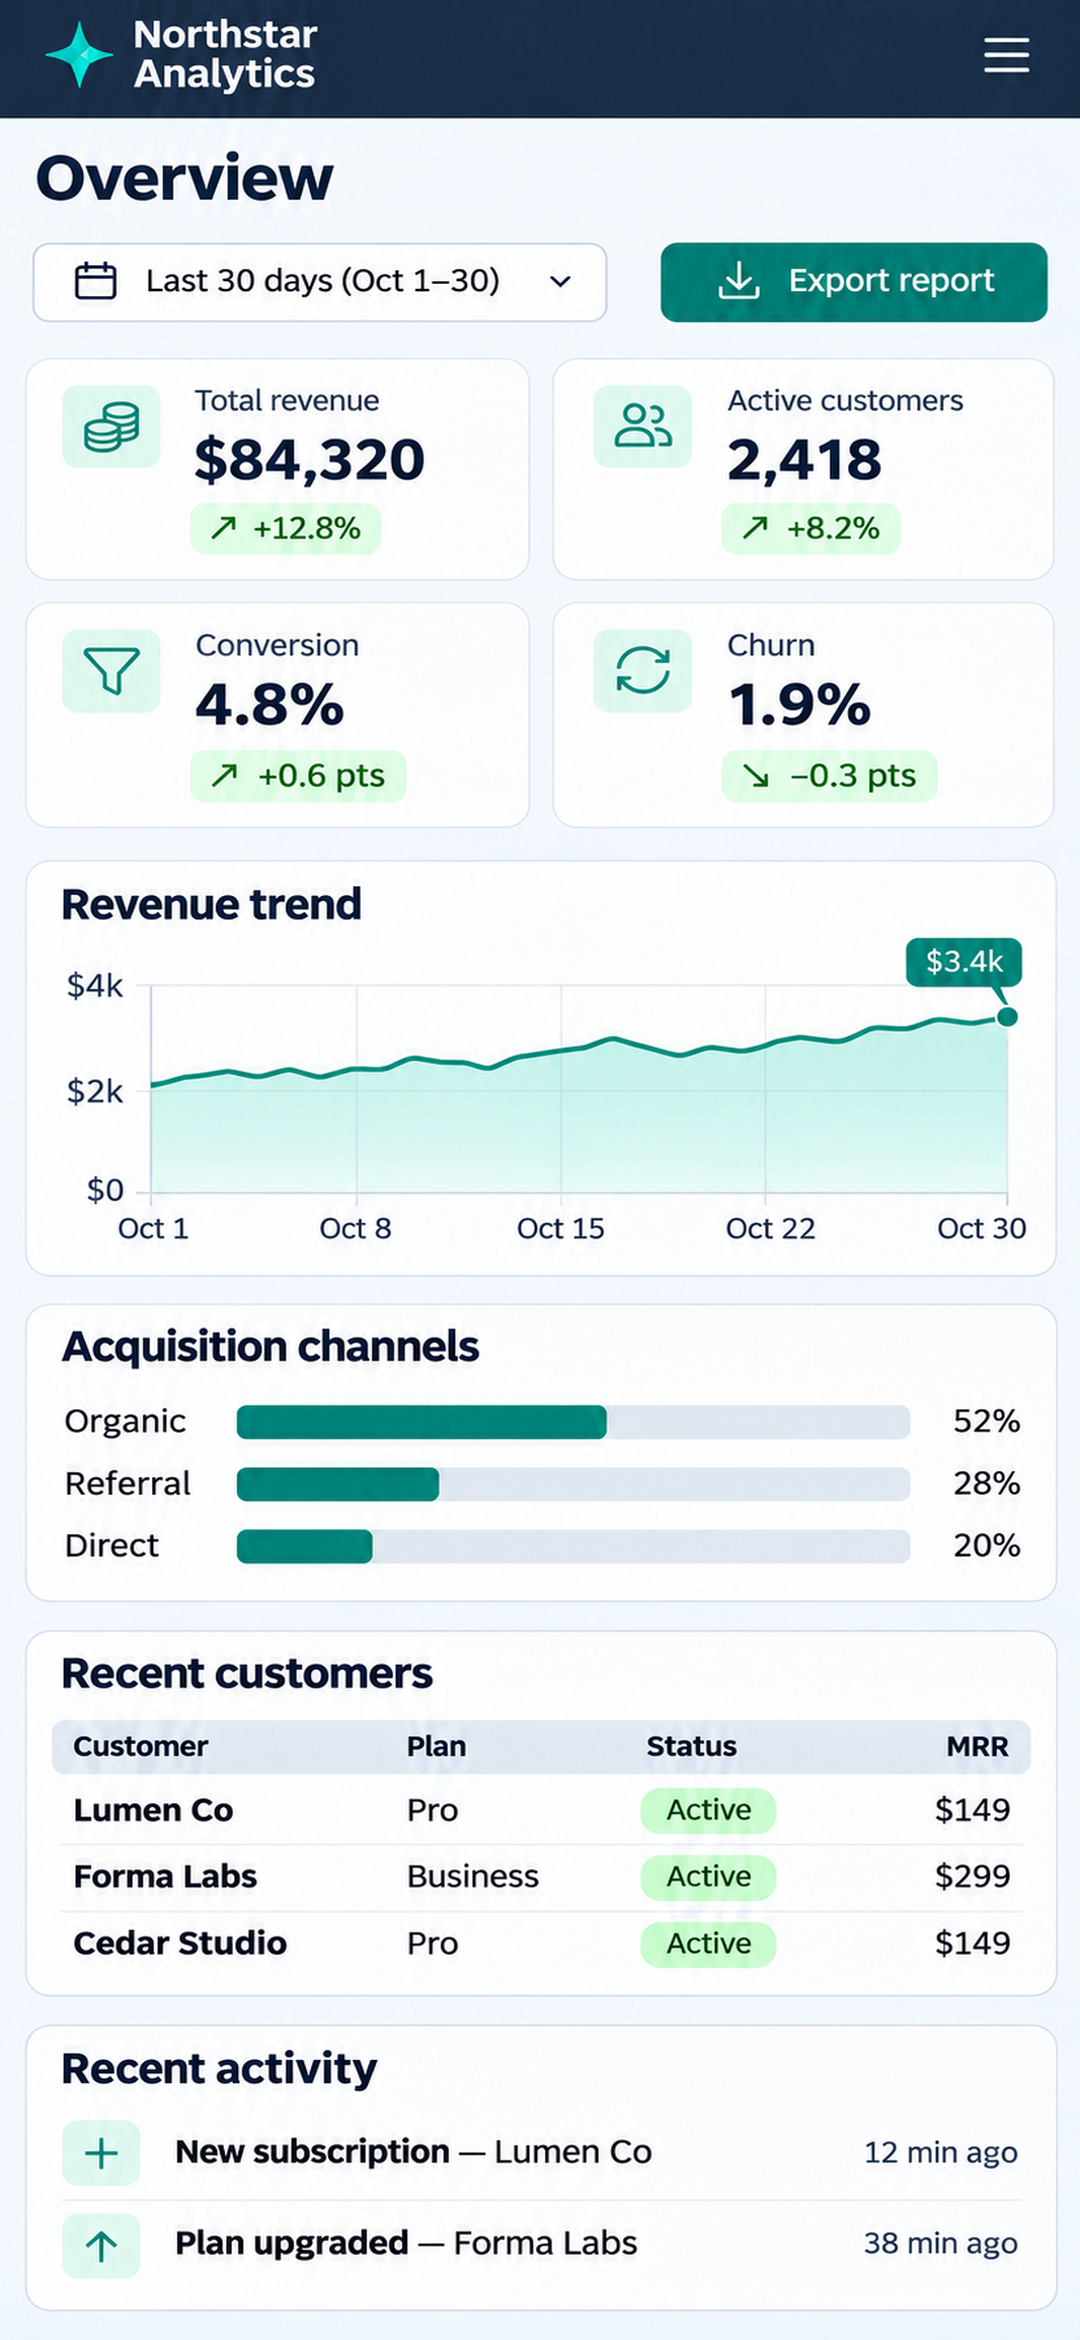 Northstar
Analytics
Overview
Last 30 days (Oct 1–30)
Export report
Total revenue
$84,320
+12.8%
Active customers
2,418
+8.2%
Conversion
4.8%
+0.6 pts
Churn
1.9%
−0.3 pts
Revenue trend
$3.4k
$4k
$2k
$0
Oct 1 Oct 8 Oct 15 Oct 22 Oct 30
Acquisition channels
Organic 52%
Referral 28%
Direct 20%
Recent customers
Customer Plan Status MRR
Lumen Co Pro Active $149
Forma Labs Business Active $299
Cedar Studio Pro Active $149
Recent activity
New subscription — Lumen Co 12 min ago
Plan upgraded — Forma Labs 38 min ago